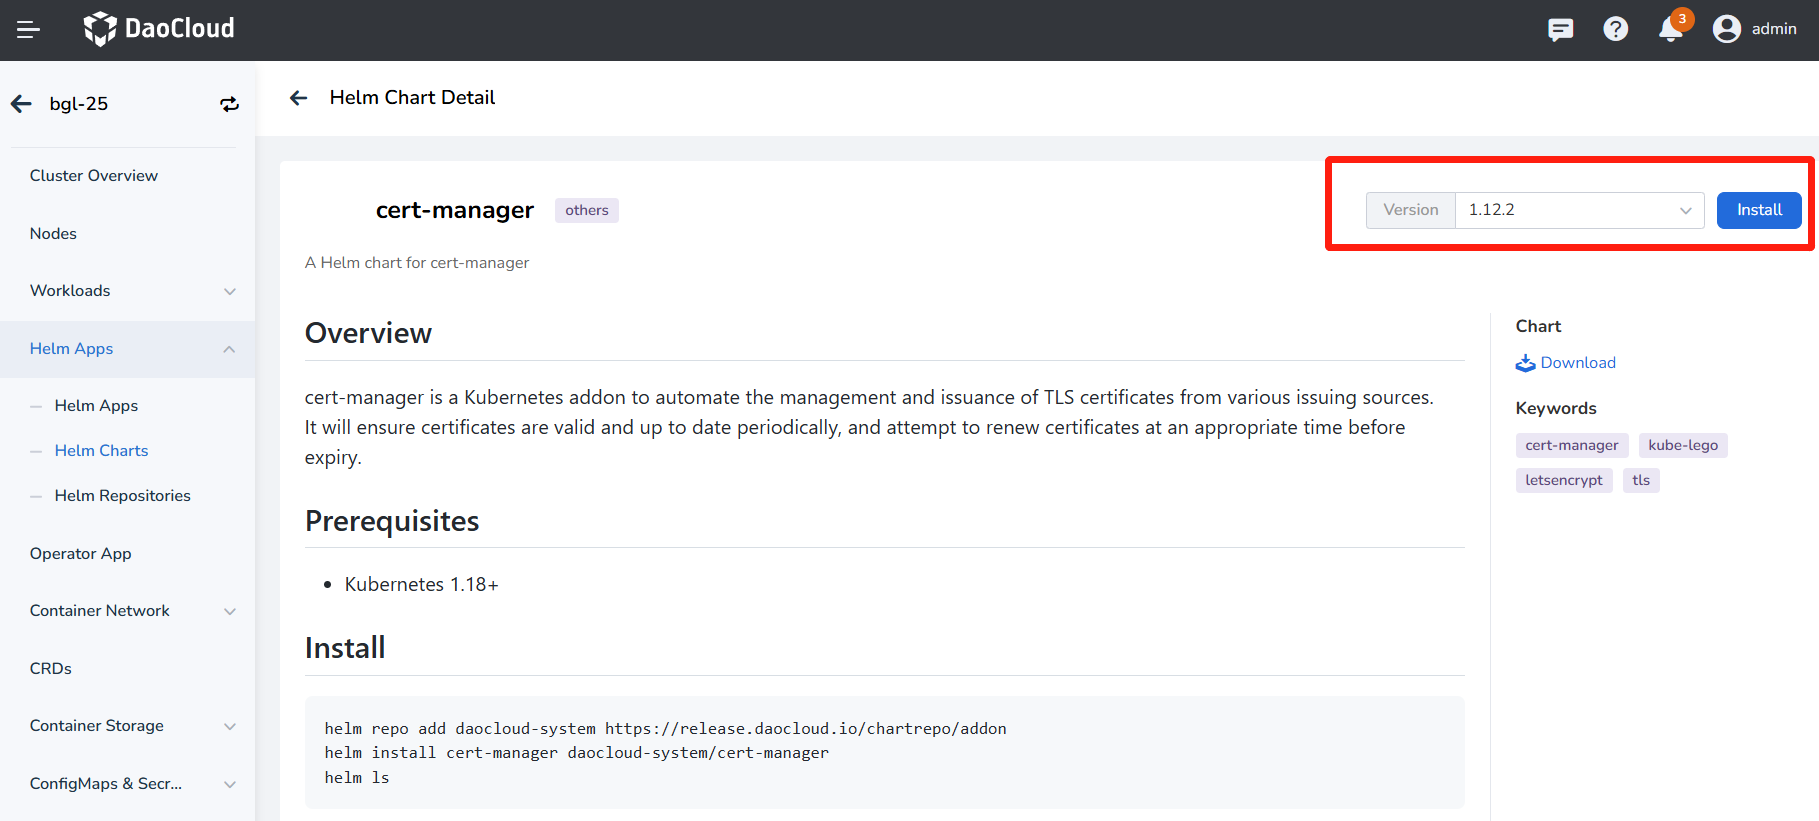 DaoCloud
3
admin
bgl-25
Helm Chart Detail
Cluster Overview
Nodes
Workloads
Helm Apps
Helm Apps
Helm Charts
Helm Repositories
Operator App
Container Network
CRDs
Container Storage
ConfigMaps & Secr...
cert-manager others
Version 1.12.2 Install
A Helm chart for cert-manager
Overview
cert-manager is a Kubernetes addon to automate the management and issuance of TLS certificates from various issuing sources.
It will ensure certificates are valid and up to date periodically, and attempt to renew certificates at an appropriate time before
expiry.
Prerequisites
• Kubernetes 1.18+
Install
helm repo add daocloud-system https://release.daocloud.io/chartrepo/addon
helm install cert-manager daocloud-system/cert-manager
helm ls
Chart
Download
Keywords
cert-manager kube-lego
letsencrypt tls